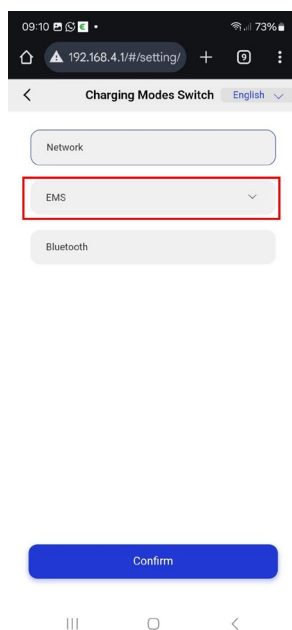 09:10 73%
192.168.4.1/#/setting/ 9
Charging Modes Switch English
Network
EMS
Bluetooth
Confirm